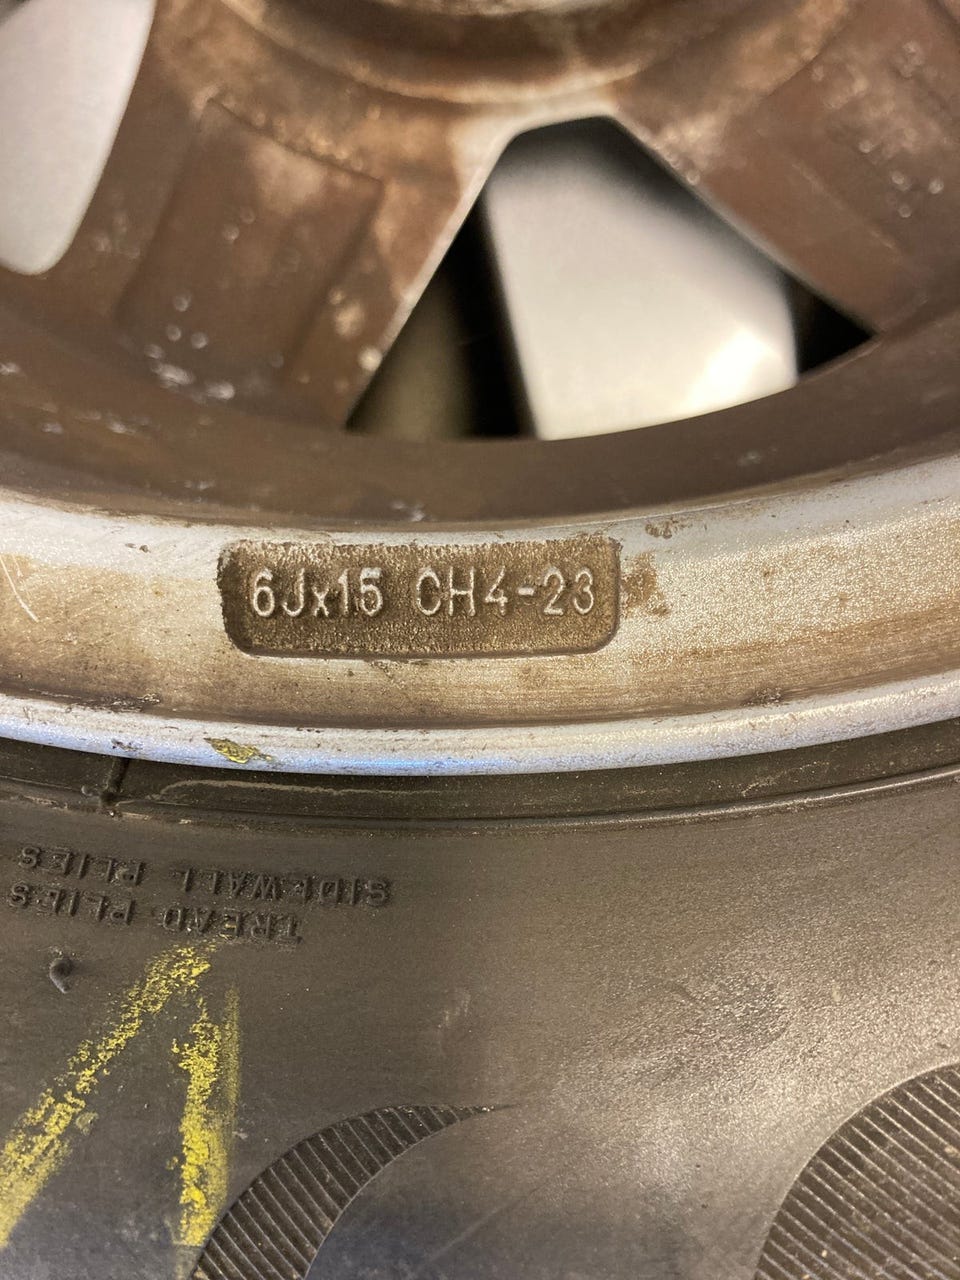 6Jx15 CH4-23
TREAD PLIES
SIDEWALL PLIES